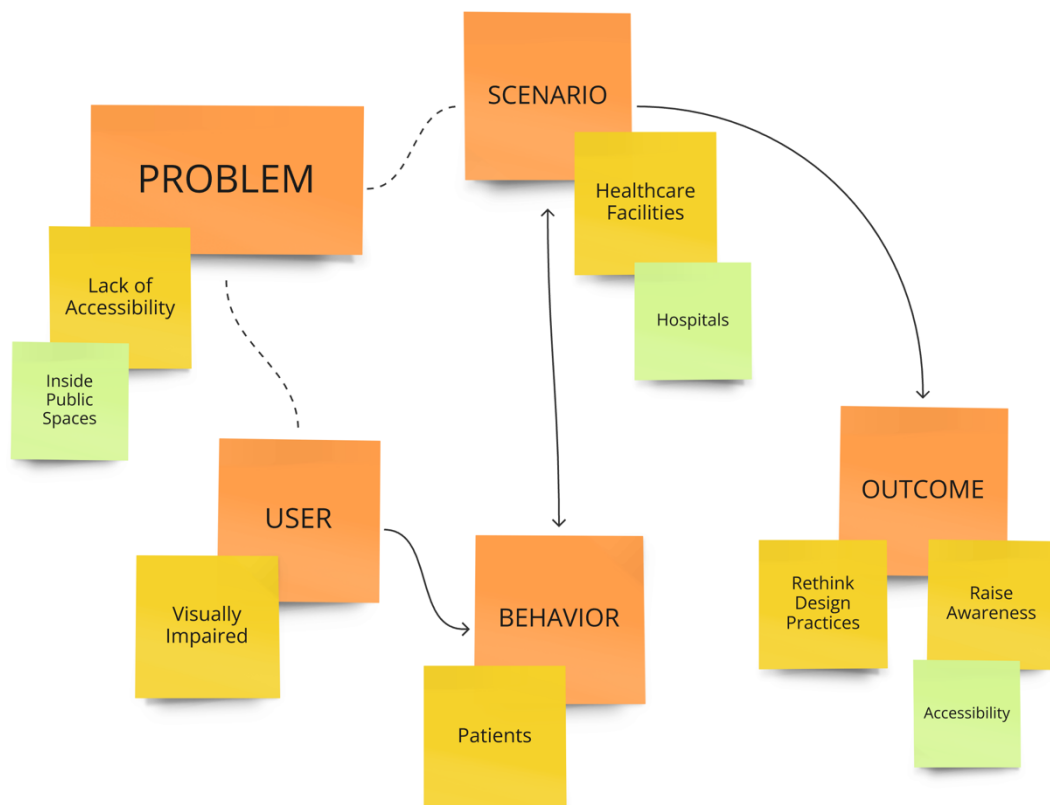 PROBLEM
Lack of
Accessibility
Inside
Public
Spaces
SCENARIO
Healthcare
Facilities
Hospitals
USER
Visually
Impaired
BEHAVIOR
Patients
OUTCOME
Rethink
Design
Practices
Raise
Awareness
Accessibility